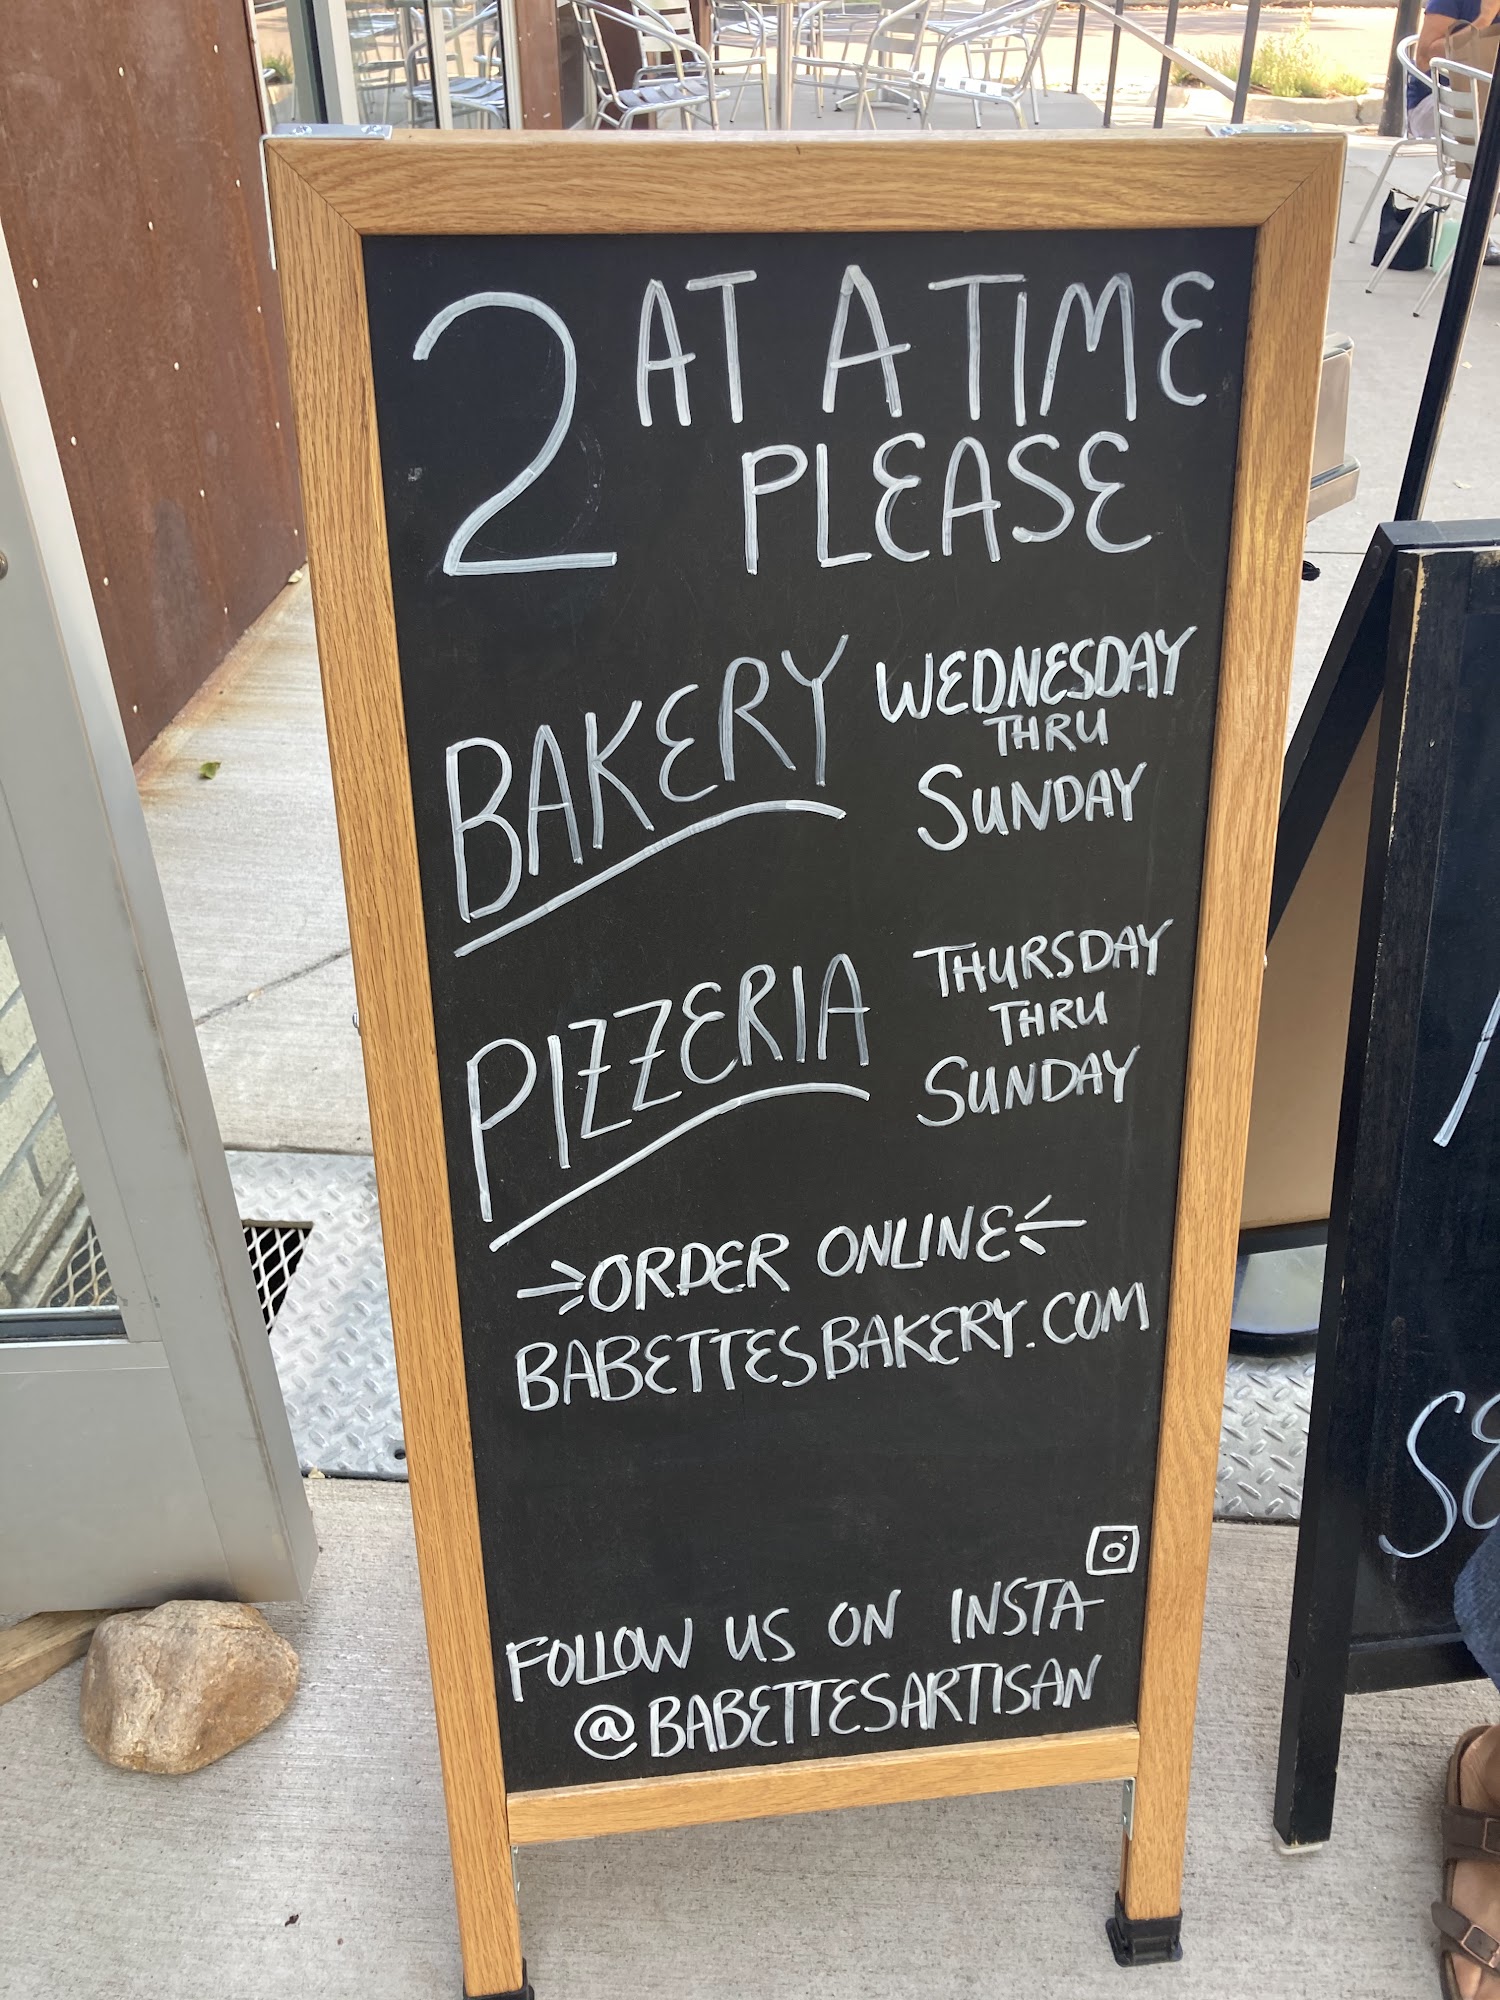 2 AT A TIME
PLEASE
BAKERY
WEDNESDAY
THRU
SUNDAY
PIZZERIA
THURSDAY
THRU
SUNDAY
ORDER ONLINE
BABETTESBAKERY.COM
FOLLOW US ON INSTA
@BABETTESARTISAN